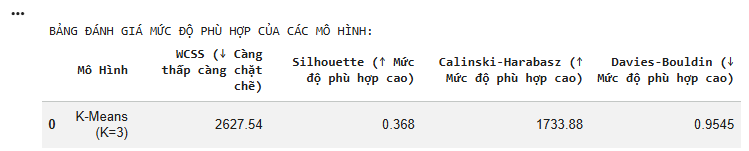 ...
BẢNG ĐÁNH GIÁ MỨC ĐỘ PHÙ HỢP CỦA CÁC MÔ HÌNH:
Mô Hình WCSS (↓ Càng thấp càng chặt chẽ) Silhouette (↑ Mức độ phù hợp cao) Calinski-Harabasz (↑ Mức độ phù hợp cao) Davies-Bouldin (↓ Mức độ phù hợp cao)
0 K-Means (K=3) 2627.54 0.368 1733.88 0.9545